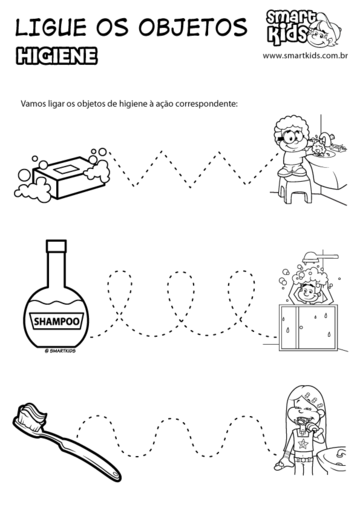 LIGUE OS OBJETOS
HIGIENE
SMART
KIDS
www.smartkids.com.br
Vamos ligar os objetos de higiene à ação correspondente:
SHAMPOO
© SMARTKIDS